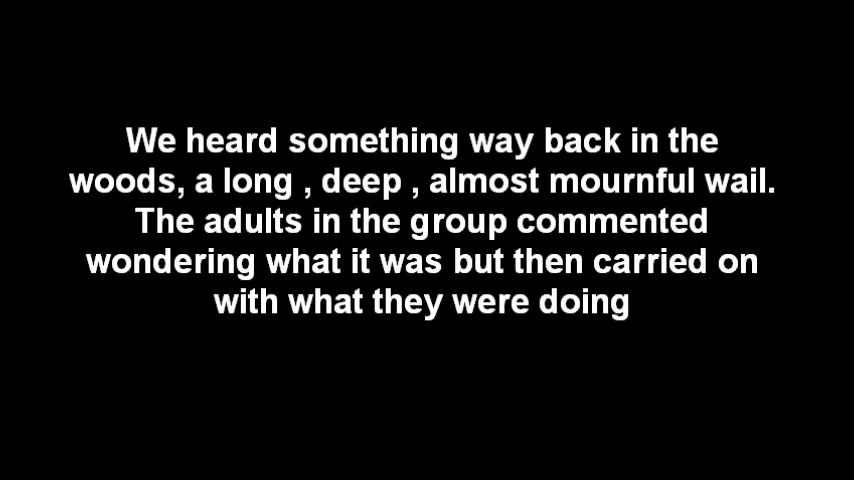 We heard something way back in the
woods, a long , deep , almost mournful wail.
The adults in the group commented
wondering what it was but then carried on
with what they were doing